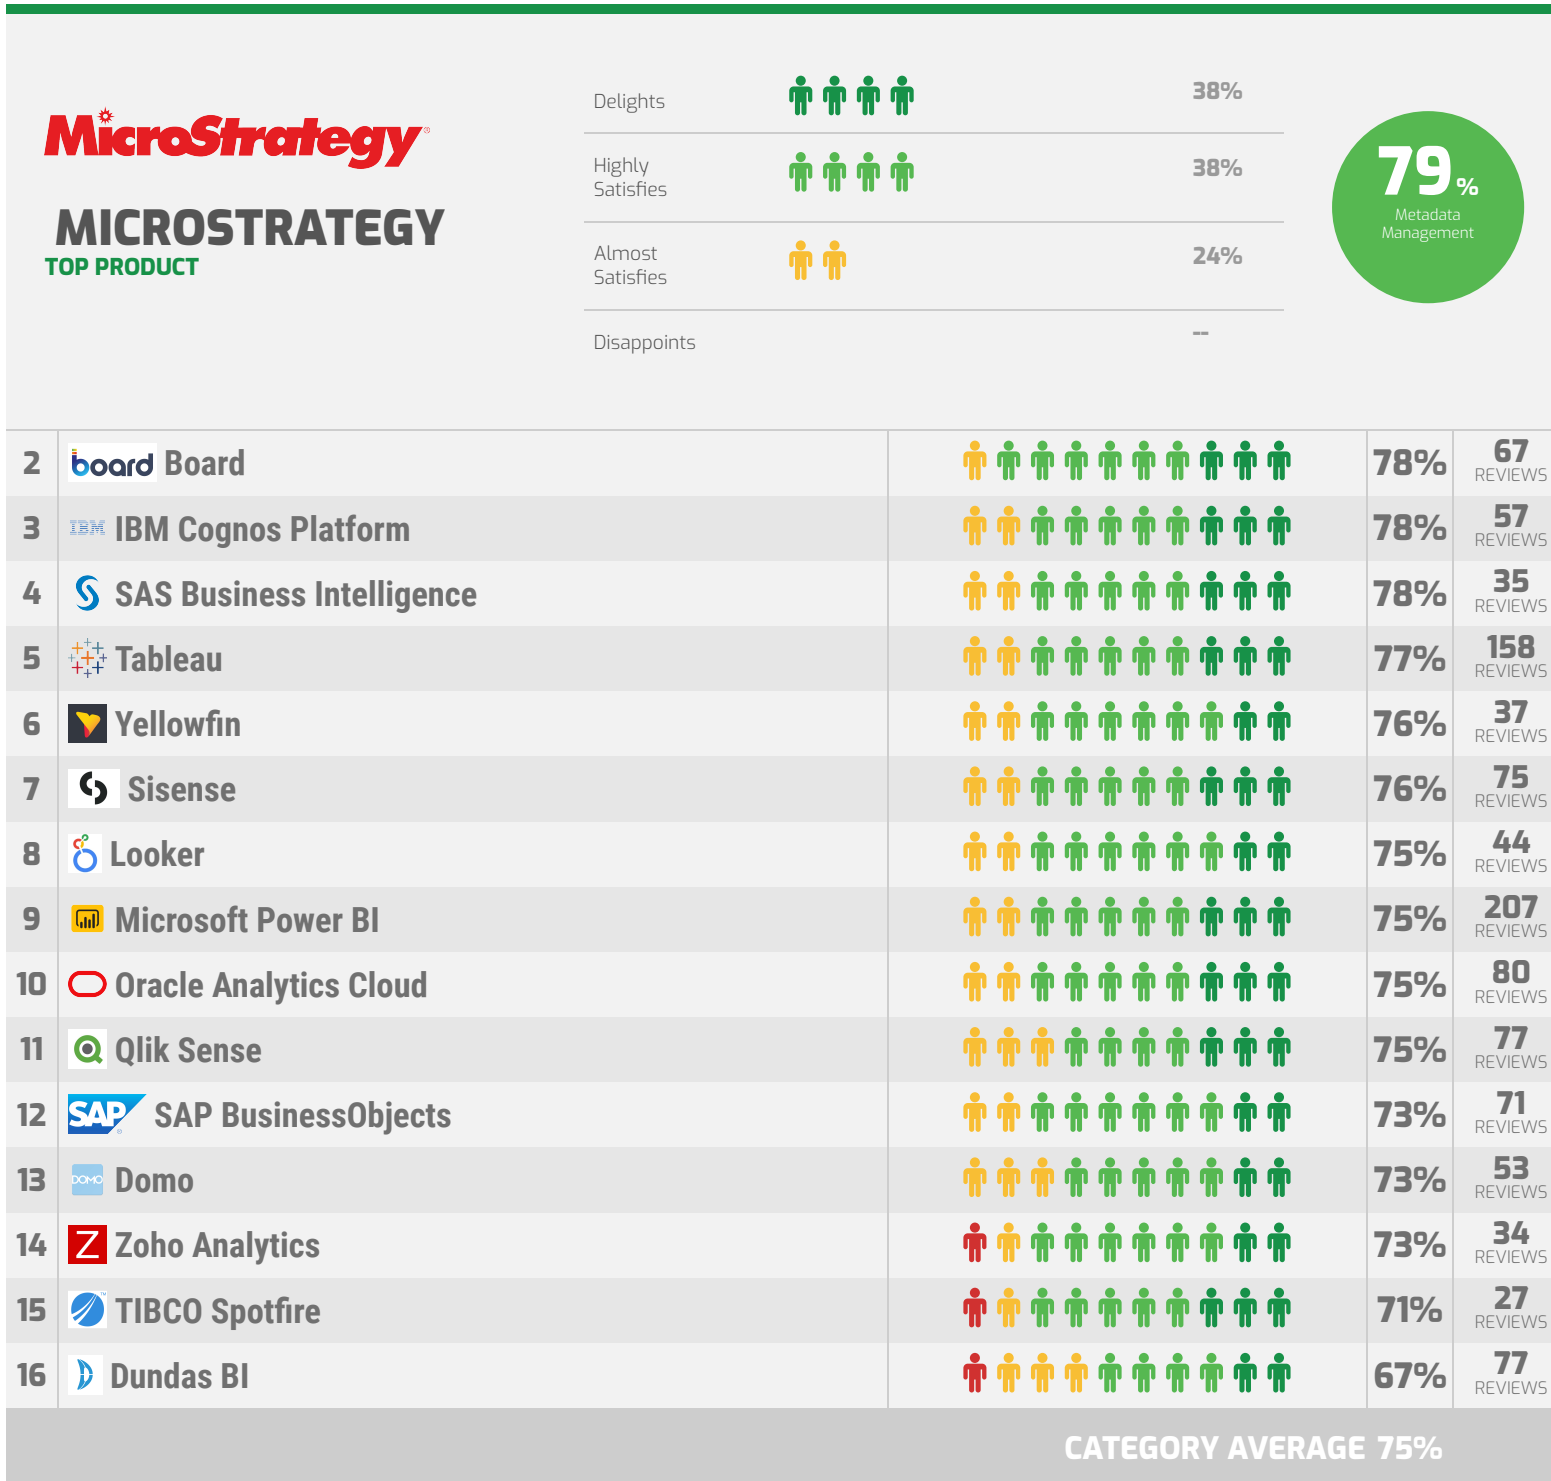 MicroStrategy®
MICROSTRATEGY
TOP PRODUCT
Delights 38%
Highly
Satisfies 38%
Almost
Satisfies 24%
Disappoints --
79%
Metadata
Management
2 board Board 78% 67 REVIEWS
3 IBM IBM Cognos Platform 78% 57 REVIEWS
4 SAS Business Intelligence 78% 35 REVIEWS
5 Tableau 77% 158 REVIEWS
6 Yellowfin 76% 37 REVIEWS
7 Sisense 76% 75 REVIEWS
8 Looker 75% 44 REVIEWS
9 Microsoft Power BI 75% 207 REVIEWS
10 Oracle Analytics Cloud 75% 80 REVIEWS
11 Qlik Sense 75% 77 REVIEWS
12 SAP® SAP BusinessObjects 73% 71 REVIEWS
13 DOMO Domo 73% 53 REVIEWS
14 Z Zoho Analytics 73% 34 REVIEWS
15 TIBCO Spotfire 71% 27 REVIEWS
16 Dundas BI 67% 77 REVIEWS
CATEGORY AVERAGE 75%